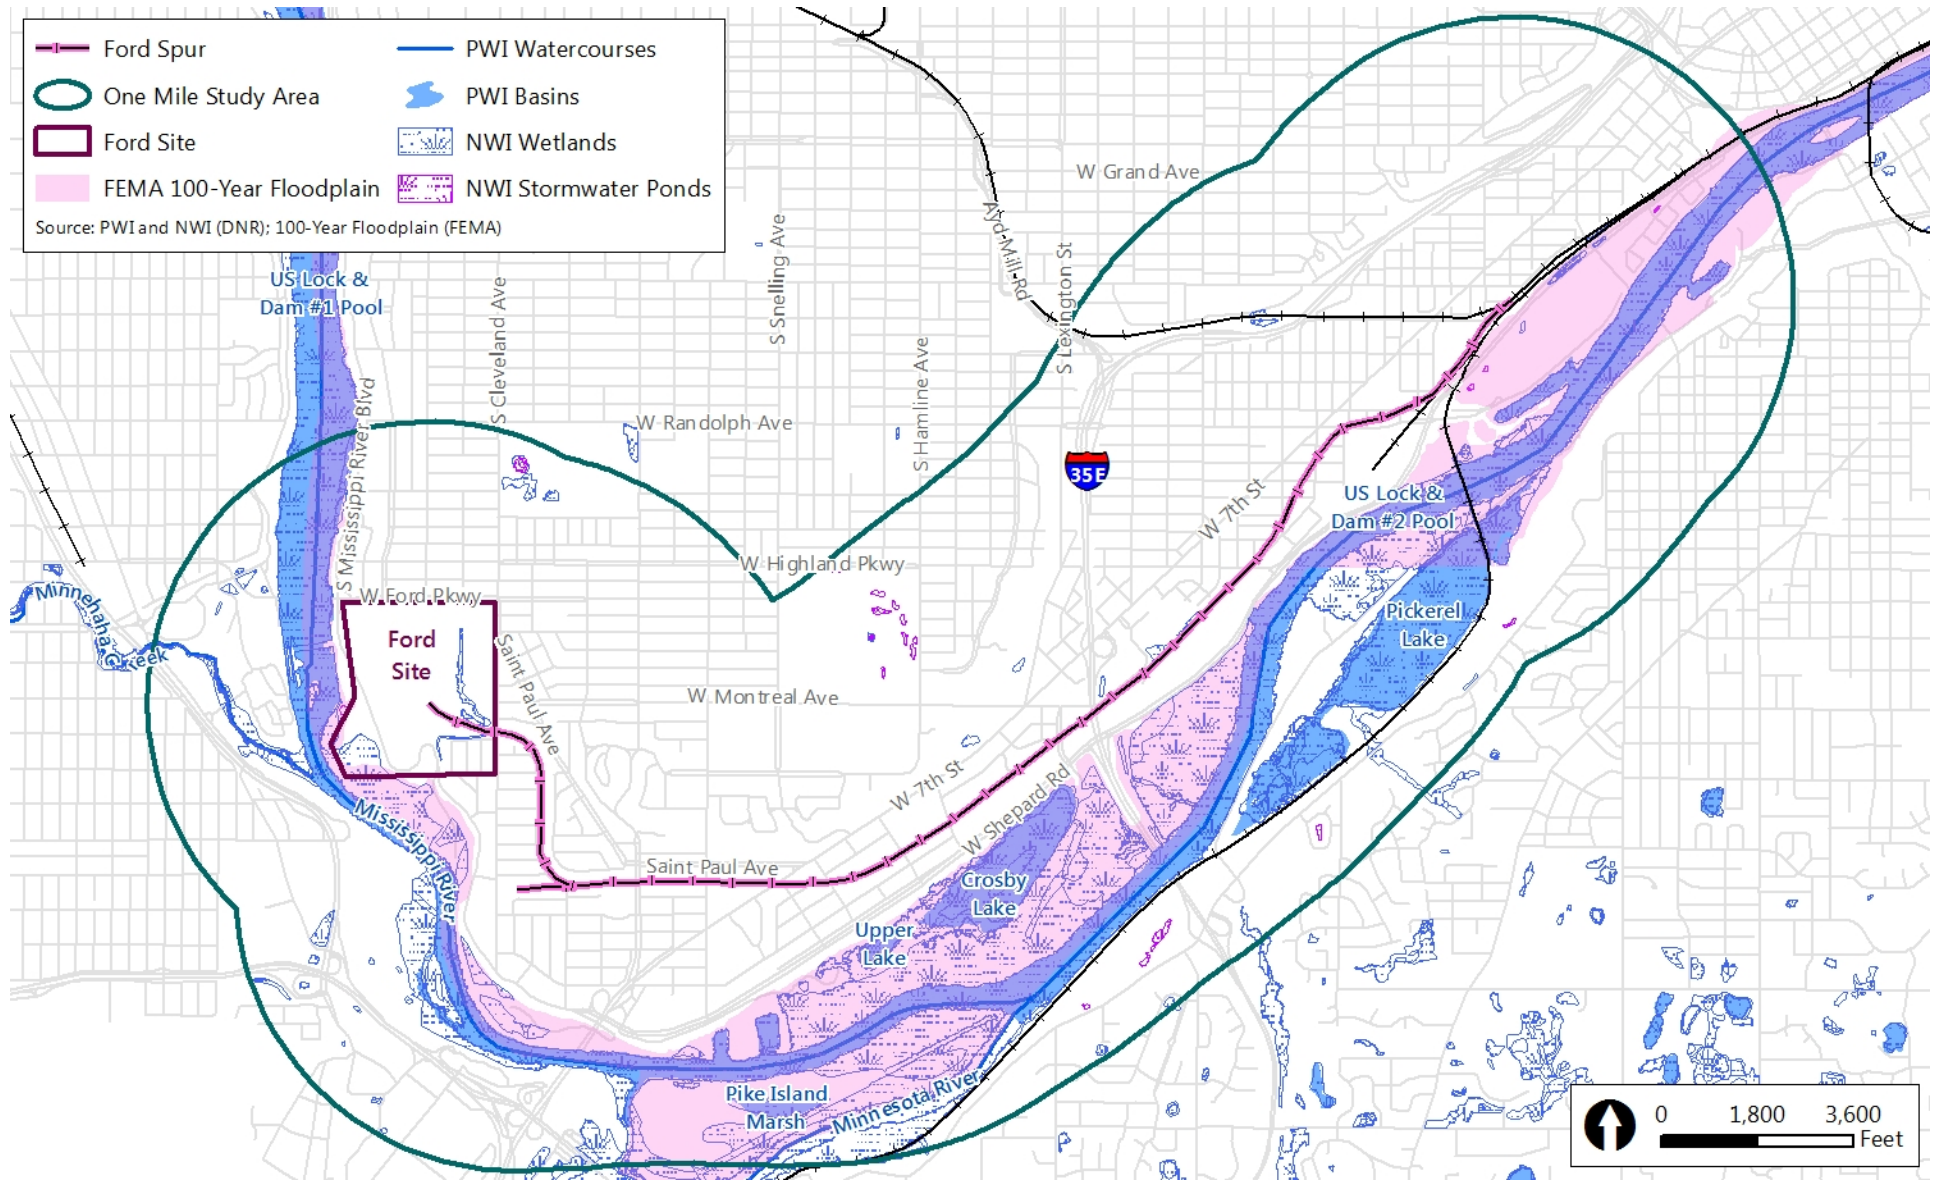 Ford Spur
One Mile Study Area
Ford Site
FEMA 100-Year Floodplain
PWI Watercourses
PWI Basins
NWI Wetlands
NWI Stormwater Ponds
Source: PWI and NWI (DNR); 100-Year Floodplain (FEMA)
US Lock &
Dam #1 Pool
S Mississippi River Blvd
S Cleveland Ave
S Snelling Ave
S Hamline Ave
Ayd Mill Rd
S Lexington St
W Grand Ave
W Randolph Ave
W Highland Pkwy
W Ford Pkwy
35E
W 7th St
US Lock &
Dam #2 Pool
Minnehaha Creek
Ford
Site
Saint Paul Ave
W Montreal Ave
Pickerel
Lake
W 7th St
W Shepard Rd
Mississippi River
Saint Paul Ave
Crosby
Lake
Upper
Lake
Pike Island
Marsh
Minnesota River
0 1,800 3,600
Feet